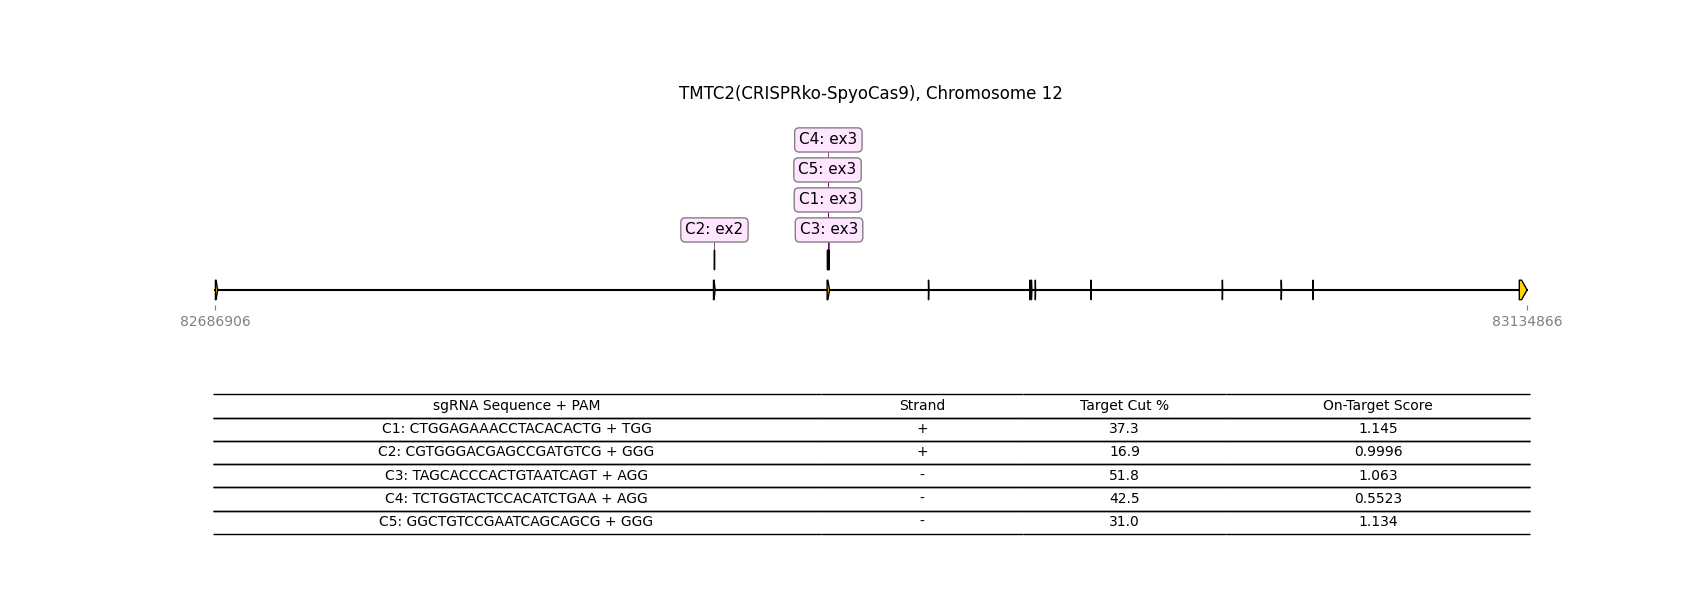 TMTC2(CRISPRko-SpyoCas9), Chromosome 12
C4: ex3
C5: ex3
C1: ex3
C2: ex2 C3: ex3
82686906 83134866
sgRNA Sequence + PAM Strand Target Cut % On-Target Score
C1: CTGGAGAAACCTACACACTG + TGG + 37.3 1.145
C2: CGTGGGACGAGCCGATGTCG + GGG + 16.9 0.9996
C3: TAGCACCCACTGTAATCAGT + AGG - 51.8 1.063
C4: TCTGGTACTCCACATCTGAA + AGG - 42.5 0.5523
C5: GGCTGTCCGAATCAGCAGCG + GGG - 31.0 1.134